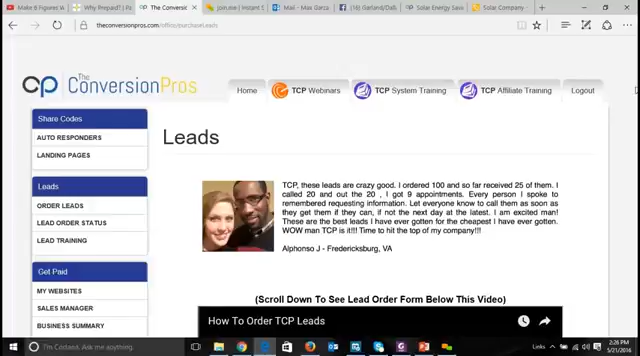 Make 6 Figures W
Why Prepaid? | Pa
The Conversi
join.me | Instant S
Mail - Max Garza
(18) (Garland/Dalla
Solar Energy Savi
Solar Company -
theconversionpros.com/office/purchaseLeads
cp The ConversionPros
Home
TCP Webinars
TCP System Training
TCP Affiliate Training
Logout
Share Codes
AUTO RESPONDERS
LANDING PAGES
Leads
ORDER LEADS
LEAD ORDER STATUS
LEAD TRAINING
Get Paid
MY WEBSITES
SALES MANAGER
BUSINESS SUMMARY
Leads
TCP, these leads are crazy good. I ordered 100 and so far received 25 of them. I
called 20 and out the 20 , I got 9 appointments. Every person I spoke to
remembered requesting information. Let everyone know to call them as soon as
they get them if they can, if not the next day at the latest. I am excited man!
These are the best leads I have ever gotten for the cheapest I have ever gotten.
WOW man TCP is it!!! Time to hit the top of my company!!!
Alphonso J - Fredericsburg, VA
(Scroll Down To See Lead Order Form Below This Video)
How To Order TCP Leads
I'm Cortana. Ask me anything.
Links
2:26 PM
5/21/2016